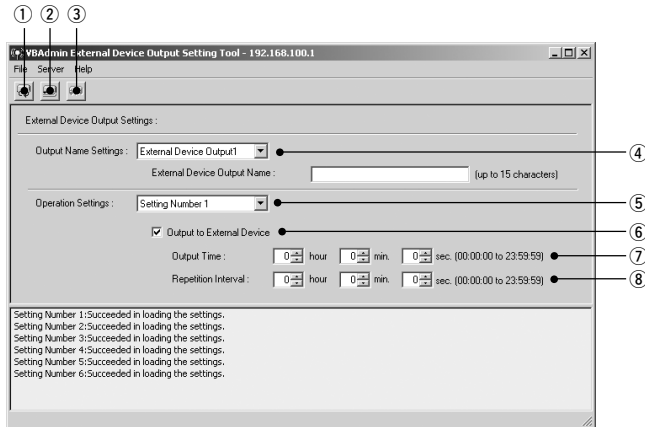 ① ② ③
VBAdmin External Device Output Setting Tool - 192.168.100.1
File Server Help
External Device Output Settings :
Output Name Settings : External Device Output1 ④
External Device Output Name : (up to 15 characters)
Operation Settings : Setting Number 1 ⑤
Output to External Device ⑥
Output Time : 0 hour 0 min. 0 sec. (00:00:00 to 23:59:59) ⑦
Repetition Interval : 0 hour 0 min. 0 sec. (00:00:00 to 23:59:59) ⑧
Setting Number 1:Succeeded in loading the settings.
Setting Number 2:Succeeded in loading the settings.
Setting Number 3:Succeeded in loading the settings.
Setting Number 4:Succeeded in loading the settings.
Setting Number 5:Succeeded in loading the settings.
Setting Number 6:Succeeded in loading the settings.